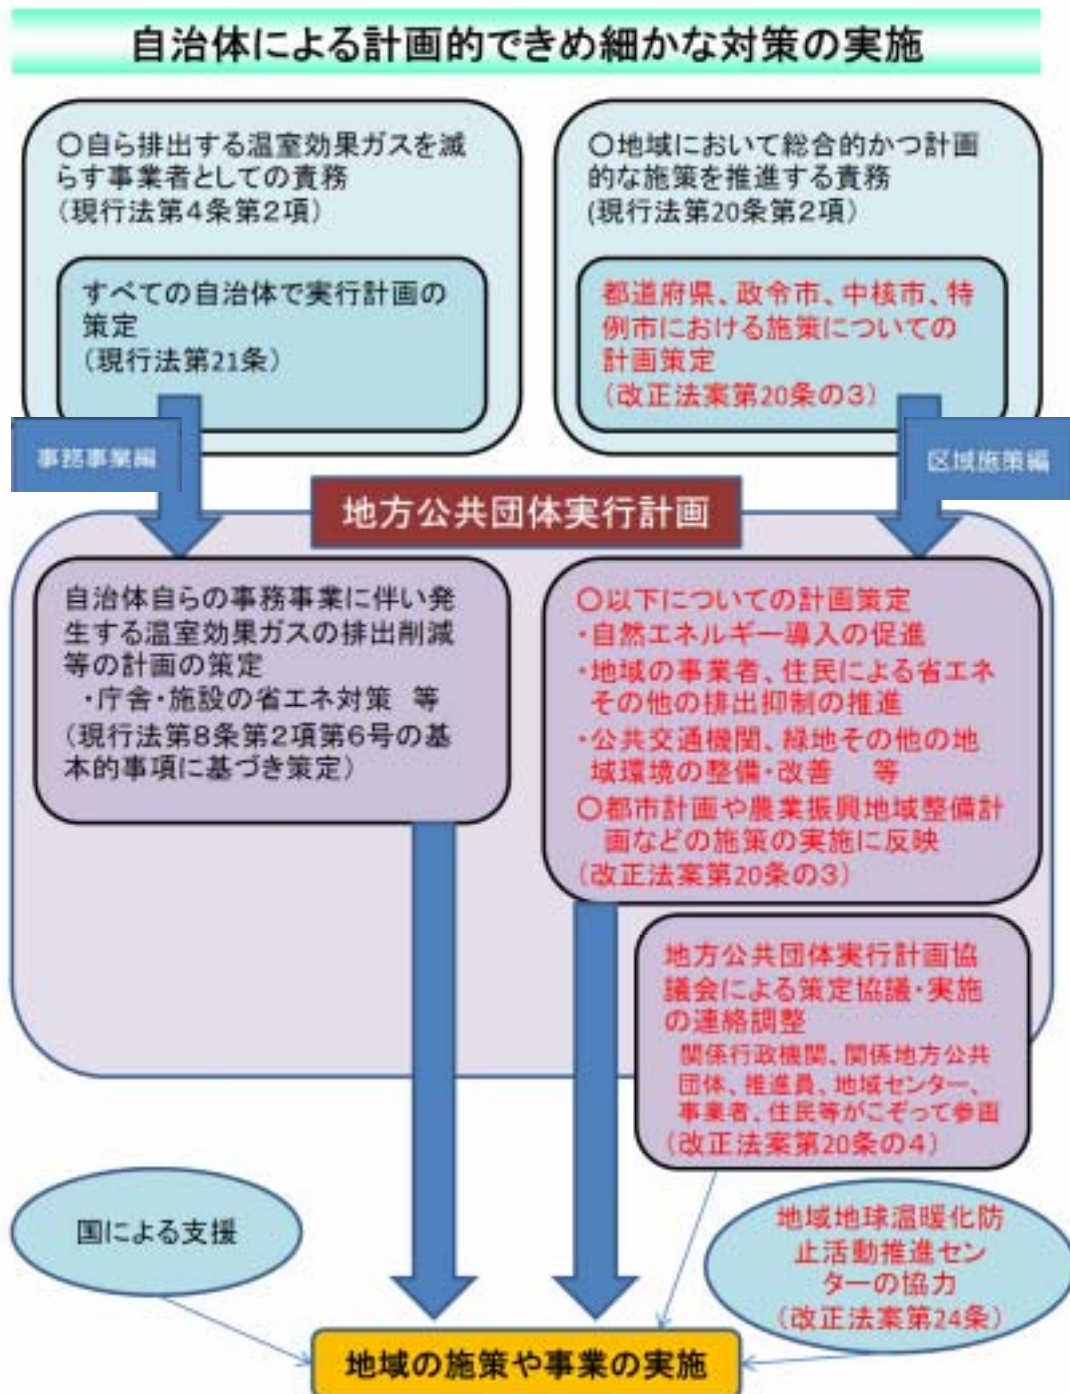 自治体による計画的できめ細かな対策の実施
〇自ら排出する温室効果ガスを減
らす事業者としての責務
（現行法第4条第2項）
すべての自治体で実行計画の
策定
（現行法第21条）
〇地域において総合的かつ計画
的な施策を推進する責務
(現行法第20条第2項）
都道府県、政令市、中核市、特
例市における施策についての
計画策定
（改正法案第20条の3）
事務事業編
区域施策編
地方公共団体実行計画
自治体自らの事務事業に伴い発
生する温室効果ガスの排出削減
等の計画の策定
・庁舎・施設の省エネ対策　等
（現行法第8条第2項第6号の基
本的事項に基づき策定）
〇以下についての計画策定
・自然エネルギー導入の促進
・地域の事業者、住民による省エネ
その他の排出抑制の推進
・公共交通機関、緑地その他の地
域環境の整備・改善　等
〇都市計画や農業振興地域整備計
画などの施策の実施に反映
（改正法案第20条の3）
地方公共団体実行計画協
議会による策定協議・実施
の連絡調整
関係行政機関、関係地方公共
団体、推進員、地域センター、
事業者、住民等がこぞって参画
（改正法案第20条の4）
国による支援
地域地球温暖化防
止活動推進セン
ターの協力
（改正法案第24条）
地域の施策や事業の実施